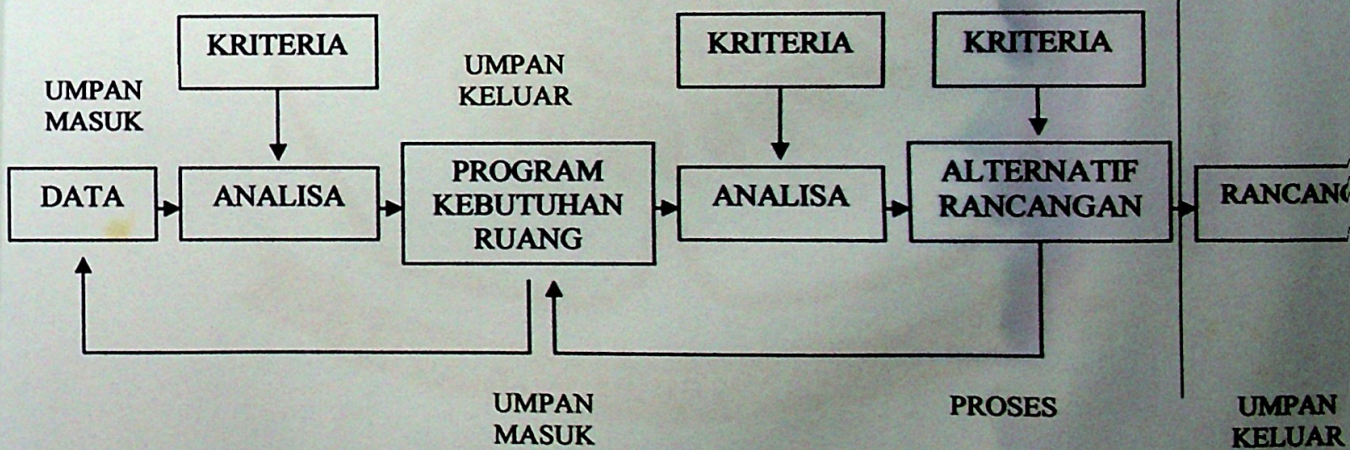 KRITERIA
KRITERIA
KRITERIA
UMPAN
MASUK
UMPAN
KELUAR
DATA
ANALISA
PROGRAM
KEBUTUHAN
RUANG
ANALISA
ALTERNATIF
RANCANGAN
UMPAN
MASUK
PROSES
UMPAN
KELUAR